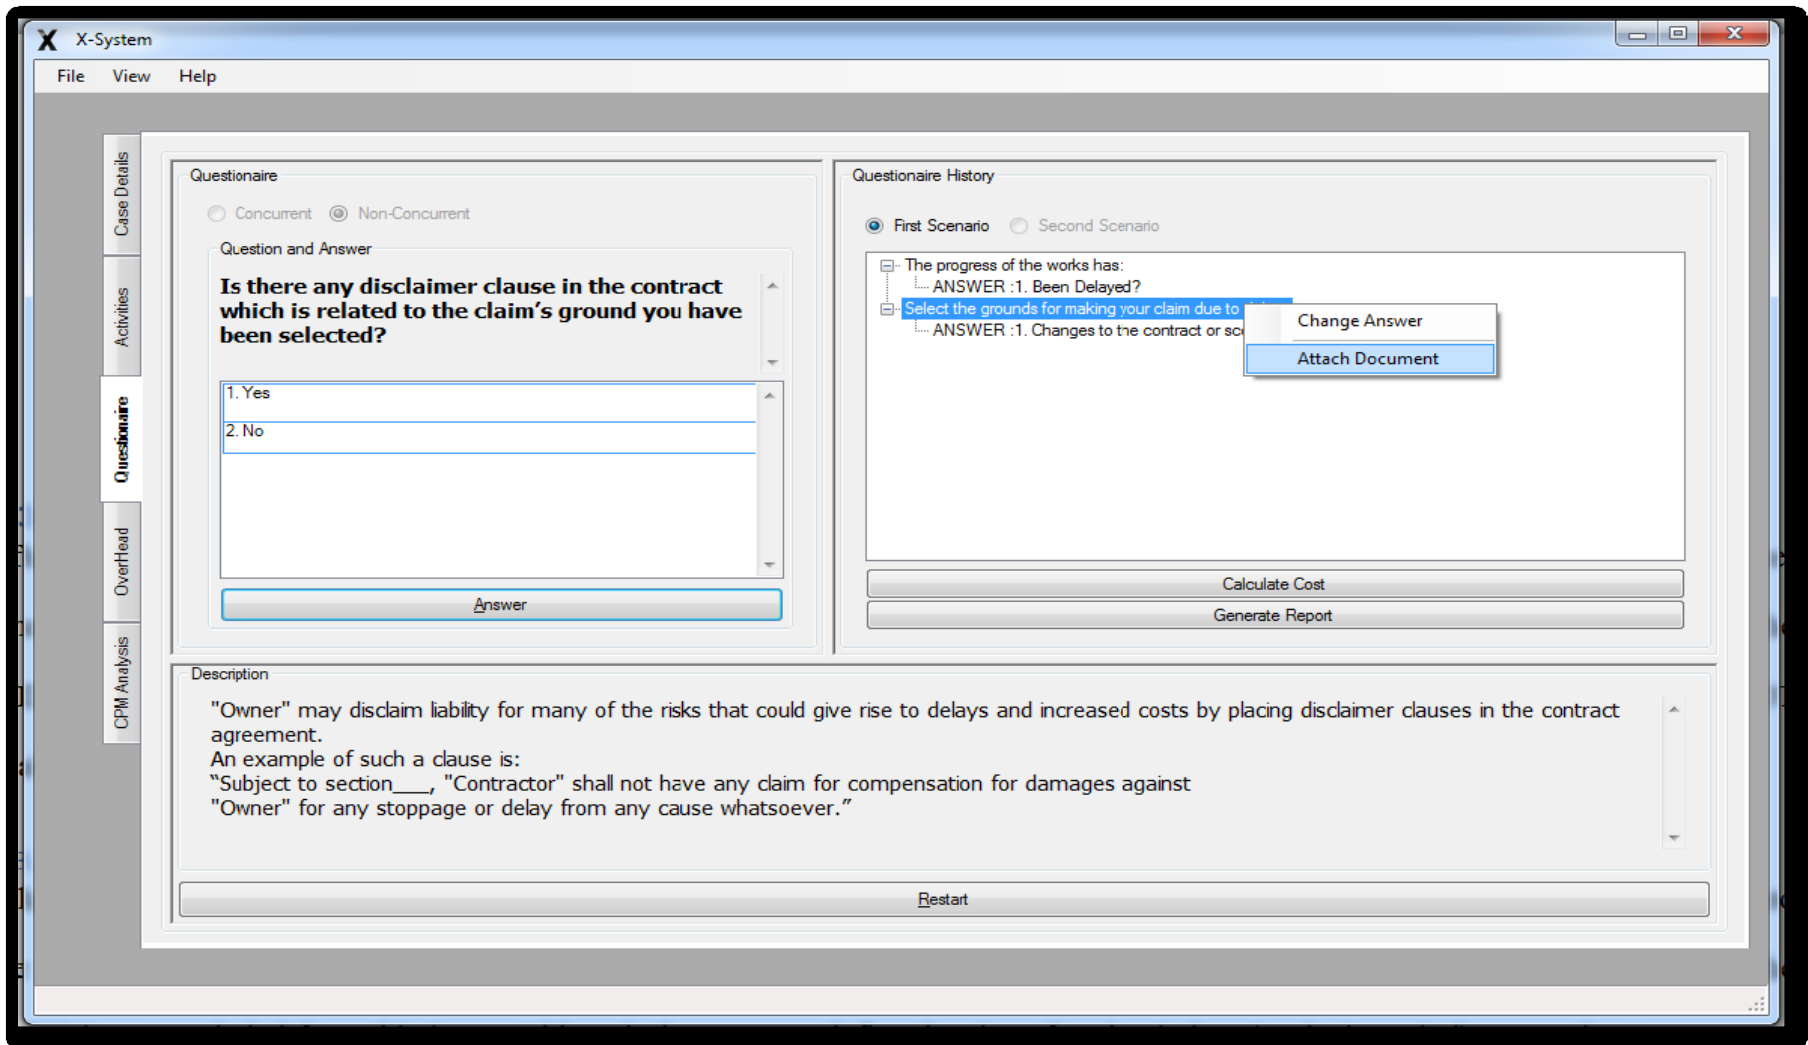 X-System
File View Help
Case Details
Activities
Questionaire
OverHead
CPM Analysis
Questionaire
Concurrent Non-Concurrent
Question and Answer
Is there any disclaimer clause in the contract
which is related to the claim's ground you have
been selected?
1. Yes
2. No
Answer
Questionaire History
First Scenario Second Scenario
The progress of the works has:
ANSWER :1. Been Delayed?
Select the grounds for making your claim due to
ANSWER :1. Changes to the contract or
Change Answer
Attach Document
Calculate Cost
Generate Report
Description
"Owner" may disclaim liability for many of the risks that could give rise to delays and increased costs by placing disclaimer clauses in the contract
agreement.
An example of such a clause is:
“Subject to section___, "Contractor" shall not have any claim for compensation for damages against
"Owner" for any stoppage or delay from any cause whatsoever.”
Restart